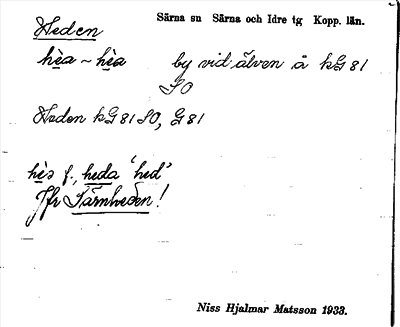 Heden Särna sn Särna och Idre tg Kopp. län.
hèa ~ hèa by vid älven å kG 81
SO
Heden kG 81 SO, G 81
hès f., heda 'hed'
Jfr Särnheden!
Niss Hjalmar Matsson 1933.